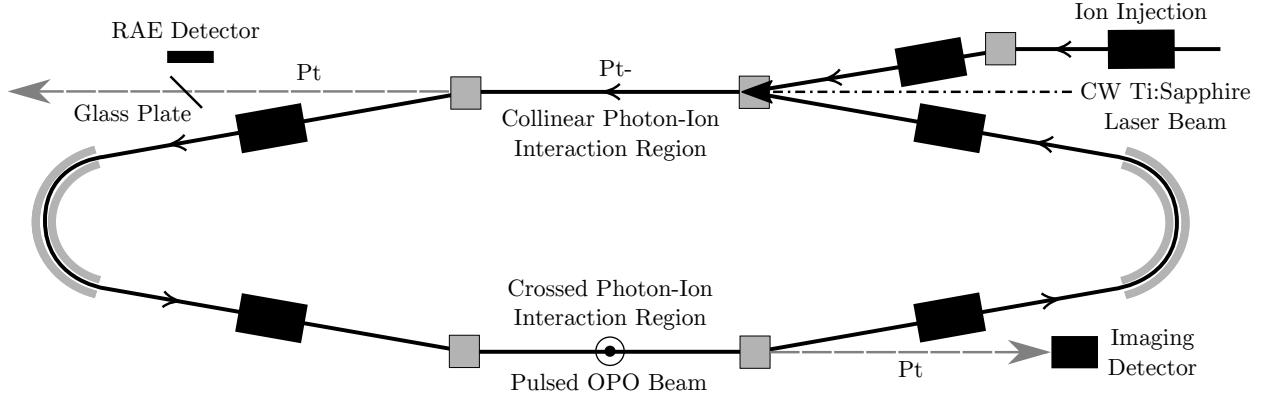 Ion Injection
RAE Detector
Pt
Pt-
Glass Plate
CW Ti:Sapphire
Laser Beam
Collinear Photon-Ion
Interaction Region
Crossed Photon-Ion
Interaction Region
Imaging
Detector
Pt
Pulsed OPO Beam